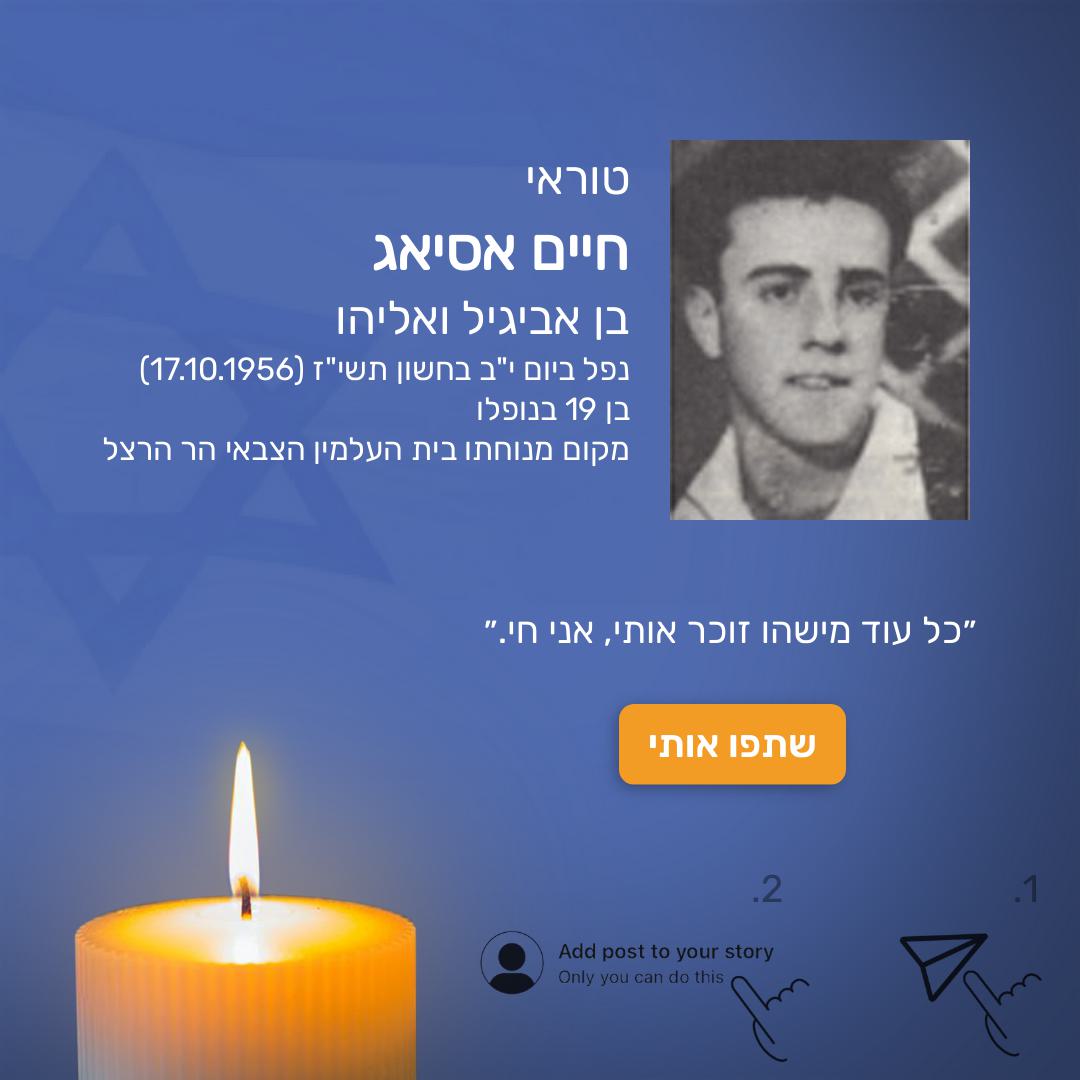 טוראי
חיים אסיאג
בן אביגיל ואליהו
נפל ביום י"ב בחשון תשי"ז (17.10.1956)
בן 19 בנופלו
מקום מנוחתו בית העלמין הצבאי הר הרצל
״כל עוד מישהו זוכר אותי, אני חי.״
שתפו אותי
.1
.2
Add post to your story
Only you can do this